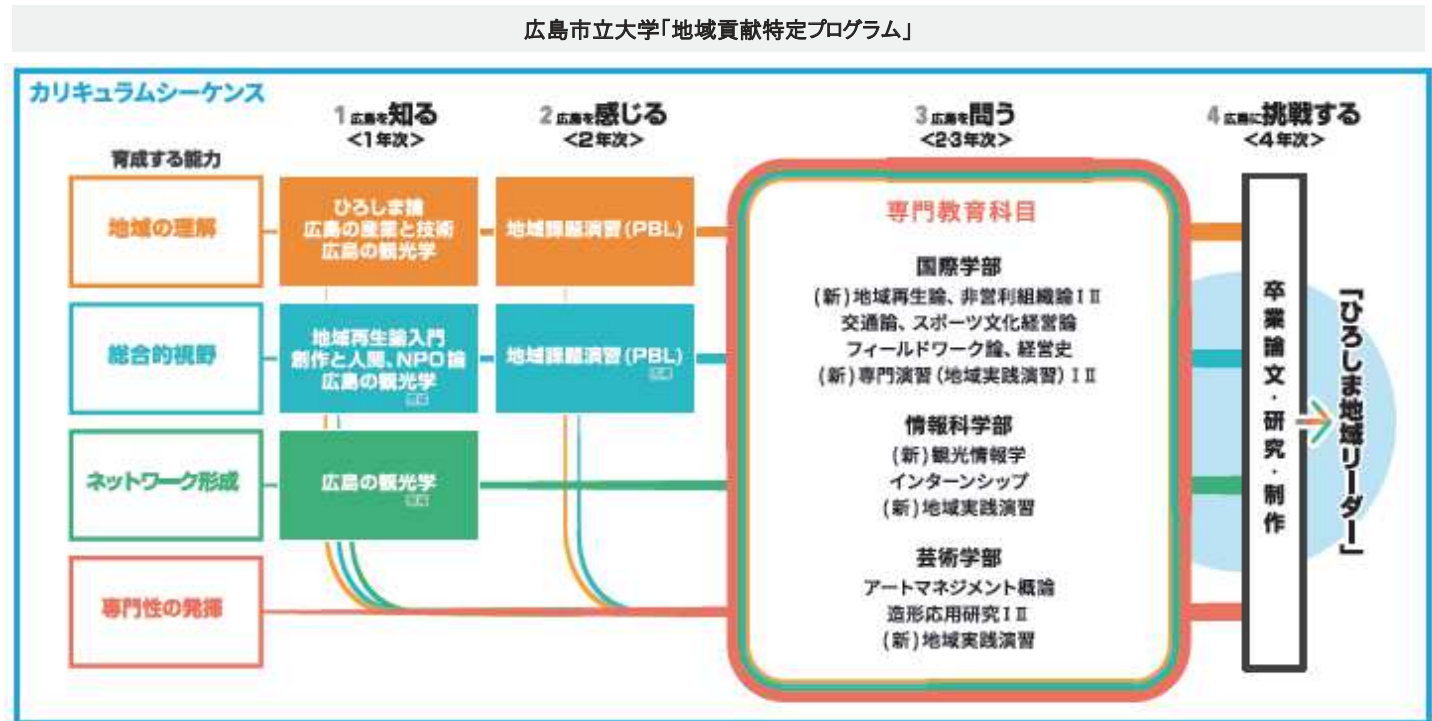 広島市立大学「地域貢献特定プログラム」
カリキュラムシーケンス
1 広島を知る
<1年次>
2 広島を感じる
<2年次>
3 広島を問う
<2・3年次>
4 広島に挑戦する
<4年次>
育成する能力
地域の理解
ひろしま論
広島の産業と技術
広島の観光学
地域課題演習(PBL)
総合的視野
地域再生論入門
創作と人間、NPO論
広島の観光学
地域課題演習(PBL)
ネットワーク形成
広島の観光学
専門性の発揮
専門教育科目
国際学部
(新)地域再生論、非営利組織論ⅠⅡ
交通論、スポーツ文化経営論
フィールドワーク論、経営史
(新)専門演習(地域実践演習)ⅠⅡ
情報科学部
(新)観光情報学
インターンシップ
(新)地域実践演習
芸術学部
アートマネジメント概論
造形応用研究ⅠⅡ
(新)地域実践演習
卒業論文・研究・制作
「ひろしま地域リーダー」